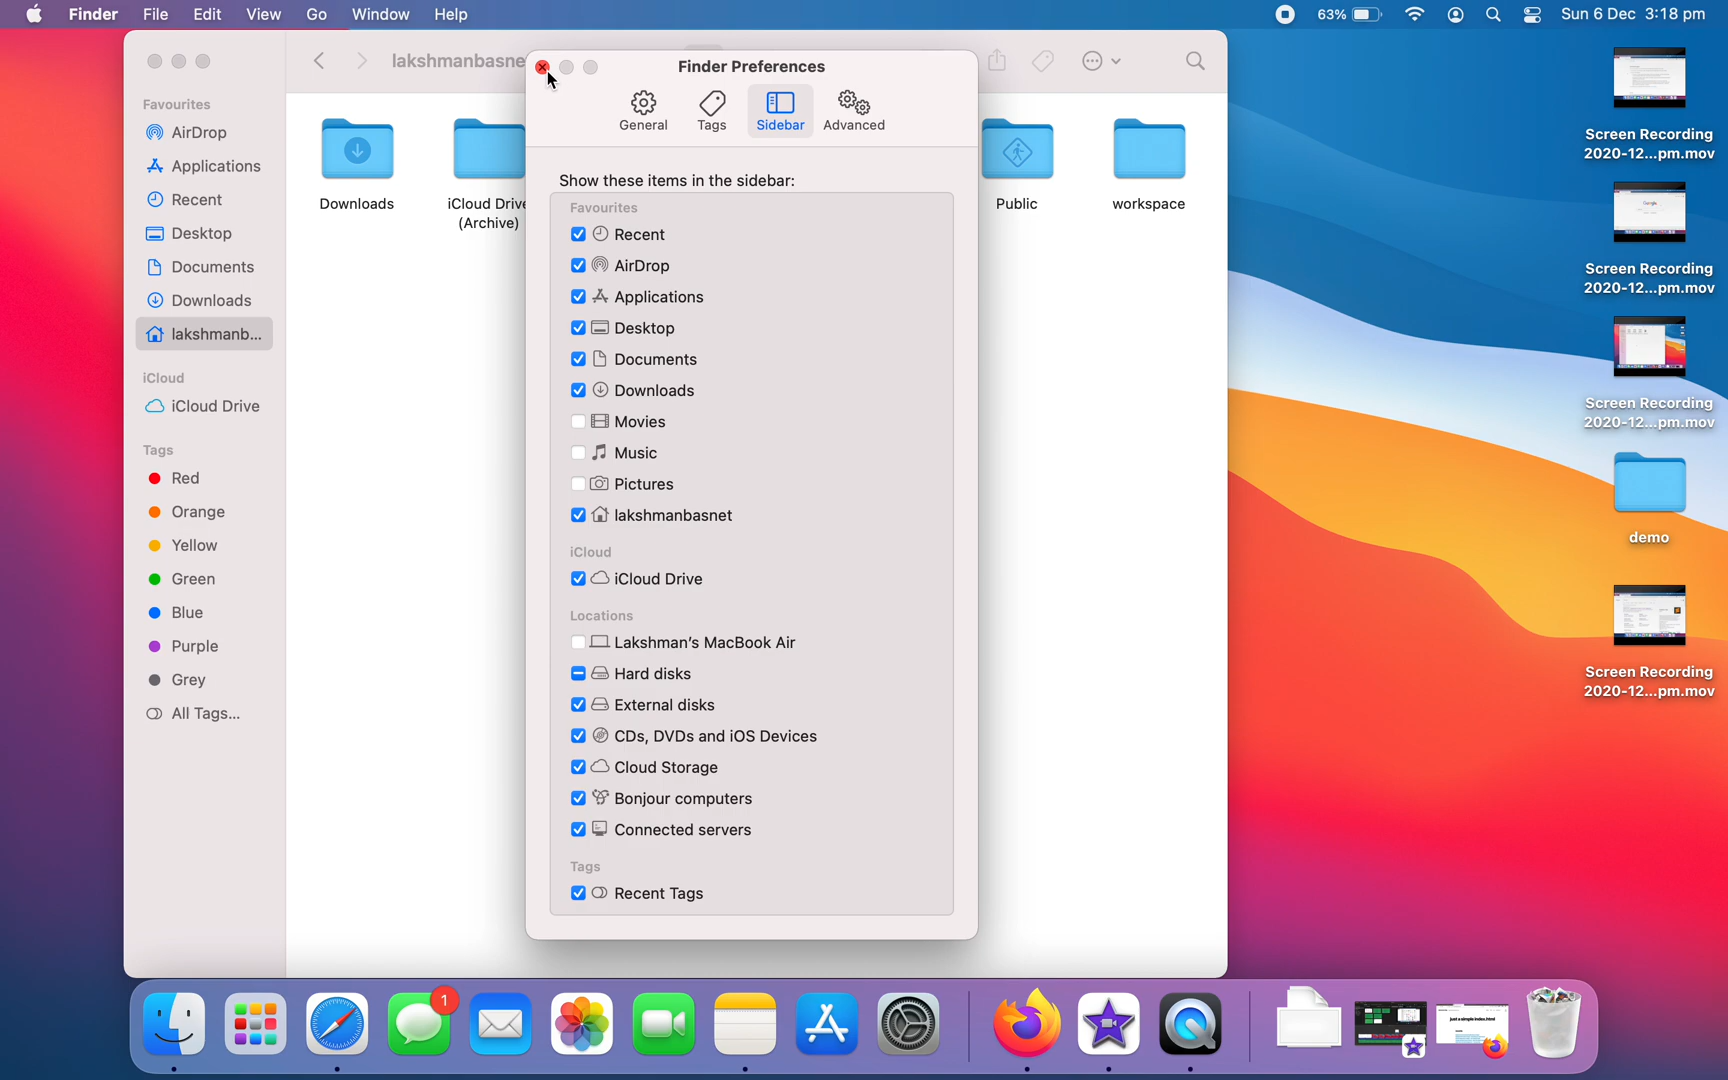 Finder File Edit View Go Window Help 63% Sun 6 Dec 3:18 pm
lakshmanbasne
Favourites
AirDrop
Applications
Recent
Desktop
Documents
Downloads
lakshmanb...
iCloud
iCloud Drive
Tags
Red
Orange
Yellow
Green
Blue
Purple
Grey
All Tags...
Downloads
iCloud Drive
(Archive)
Public
workspace
Finder Preferences
General Tags Sidebar Advanced
Show these items in the sidebar:
Favourites
Recent
AirDrop
Applications
Desktop
Documents
Downloads
Movies
Music
Pictures
lakshmanbasnet
iCloud
iCloud Drive
Locations
Lakshman's MacBook Air
Hard disks
External disks
CDs, DVDs and iOS Devices
Cloud Storage
Bonjour computers
Connected servers
Tags
Recent Tags
Screen Recording
2020-12...pm.mov
Screen Recording
2020-12...pm.mov
Screen Recording
2020-12...pm.mov
demo
Screen Recording
2020-12...pm.mov
1
just a simple index.html